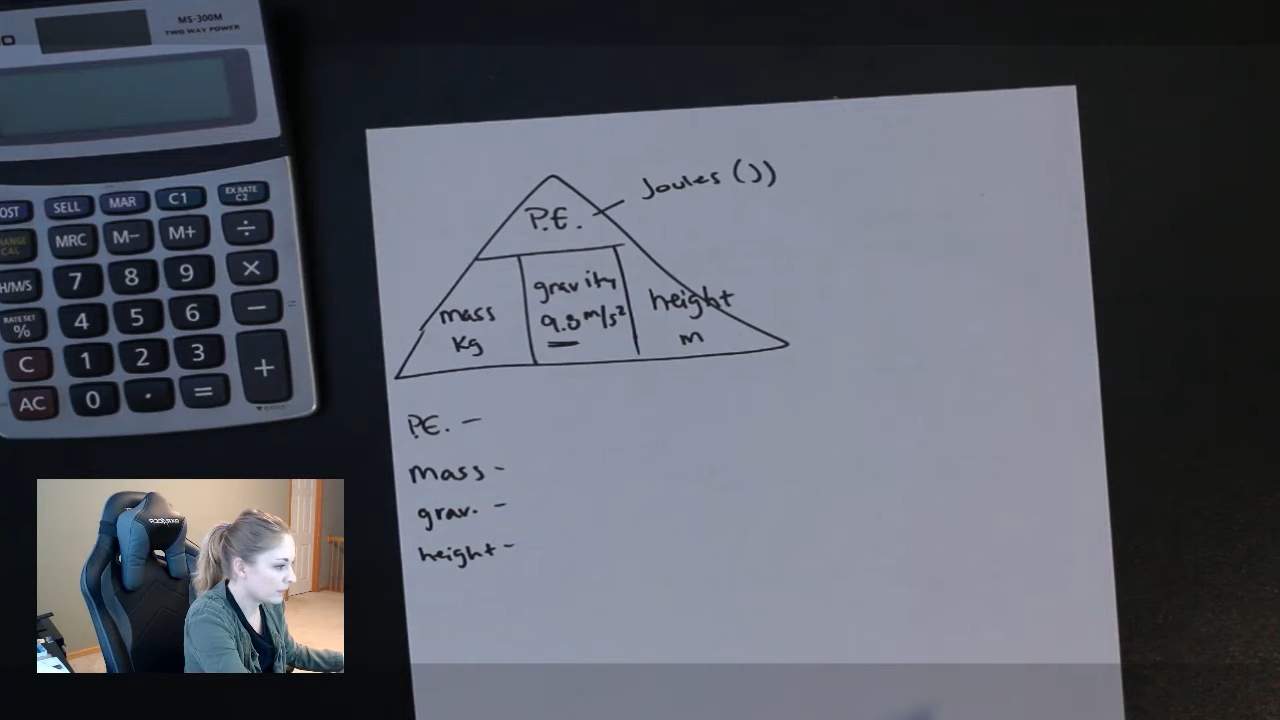 MS-300M
TWO WAY POWER
OST SELL MAR C1 EX RATE C2
MRC M− M+ ÷
H/M/S 7 8 9 ×
RATE SET % 4 5 6 −
C 1 2 3 +
AC 0 . =
Joules (J)
P.E.
mass
kg
gravity
9.8 m/s²
height
m
P.E. -
mass -
grav. -
height -